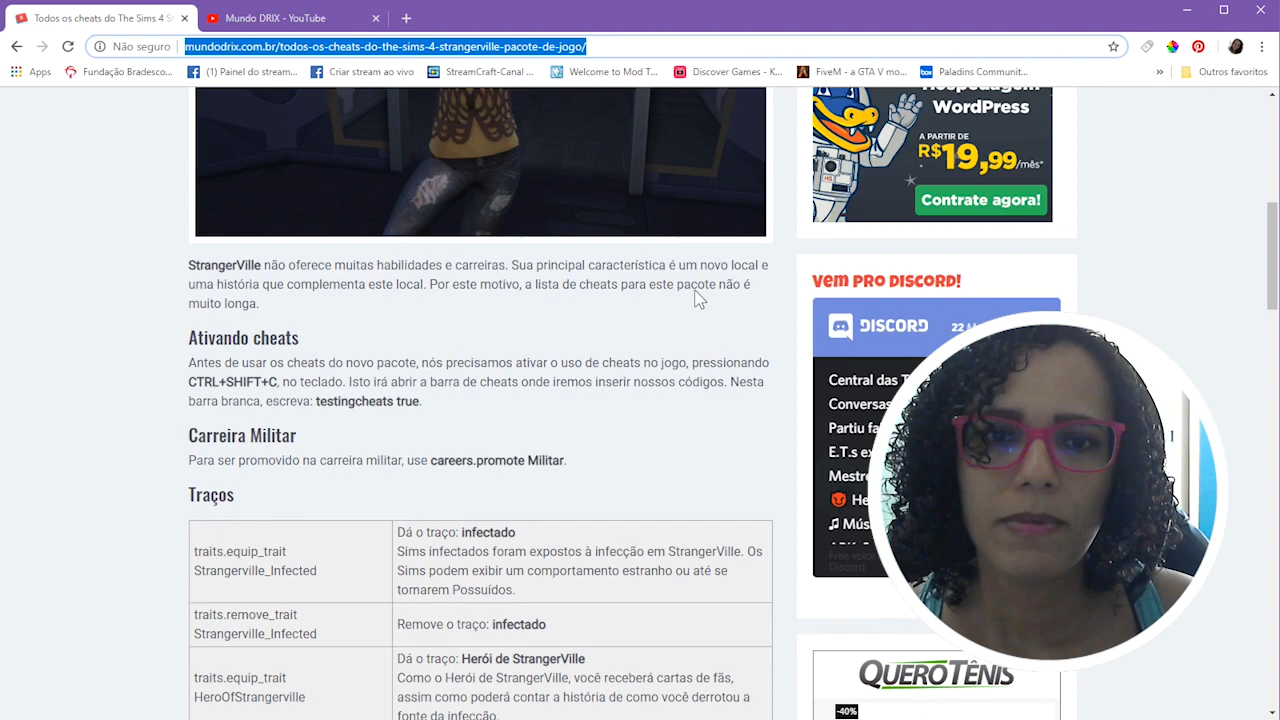 Todos os cheats do The Sims 4 S
Mundo DRIX - YouTube
Não seguro
mundodrix.com.br/todos-os-cheats-do-the-sims-4-strangerville-pacote-de-jogo/
Apps
Fundação Bradesco...
(1) Painel do stream...
Criar stream ao vivo
StreamCraft-Canal ...
Welcome to Mod T...
Discover Games - K...
FiveM - a GTA V mo...
Paladins Communit...
»
Outros favoritos
StrangerVille não oferece muitas habilidades e carreiras. Sua principal característica é um novo local e
uma história que complementa este local. Por este motivo, a lista de cheats para este pacote não é
muito longa.
Ativando cheats
Antes de usar os cheats do novo pacote, nós precisamos ativar o uso de cheats no jogo, pressionando
CTRL+SHIFT+C, no teclado. Isto irá abrir a barra de cheats onde iremos inserir nossos códigos. Nesta
barra branca, escreva: testingcheats true.
Carreira Militar
Para ser promovido na carreira militar, use careers.promote Militar.
Traços
traits.equip_trait
Strangerville_Infected
Dá o traço: infectado
Sims infectados foram expostos à infecção em StrangerVille. Os
Sims podem exibir um comportamento estranho ou até se
tornarem Possuídos.
traits.remove_trait
Strangerville_Infected
Remove o traço: infectado
traits.equip_trait
HeroOfStrangerville
Dá o traço: Herói de StrangerVille
Como o Herói de StrangerVille, você receberá cartas de fãs,
assim como poderá contar a história de como você derrotou a
fonte da infecção.
Hospedagem
WordPress
A PARTIR DE
R$19,99/mês*
Contrate agora!
Vem pro Discord!
DISCORD
22
Central das
Conversas
Partiu
E.T.s
Free
Discord
QUEROTÊNIS
-40%